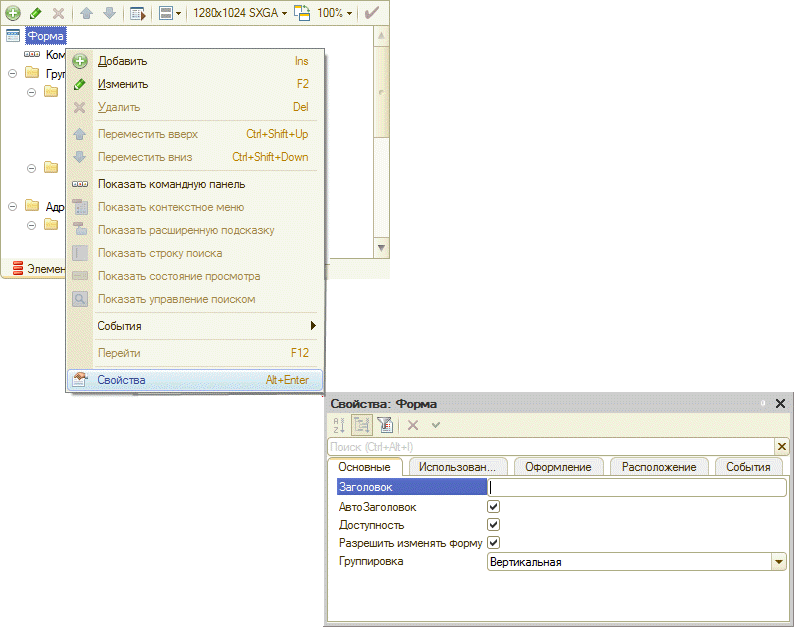 1280x1024 SXGA 100%
Форма
Ком
Груп
Добавить Ins
Изменить F2
Удалить Del
Переместить вверх Ctrl+Shift+Up
Переместить вниз Ctrl+Shift+Down
Показать командную панель
Показать контекстное меню
Адр
Показать расширенную подсказку
Показать строку поиска
Элемен
Показать состояние просмотра
Показать управление поиском
События
Перейти F12
Свойства Alt+Enter
Свойства: Форма
Поиск (Ctrl+Alt+I)
Основные Использован... Оформление Расположение События
Заголовок
АвтоЗаголовок
Доступность
Разрешить изменять форму
Группировка Вертикальная